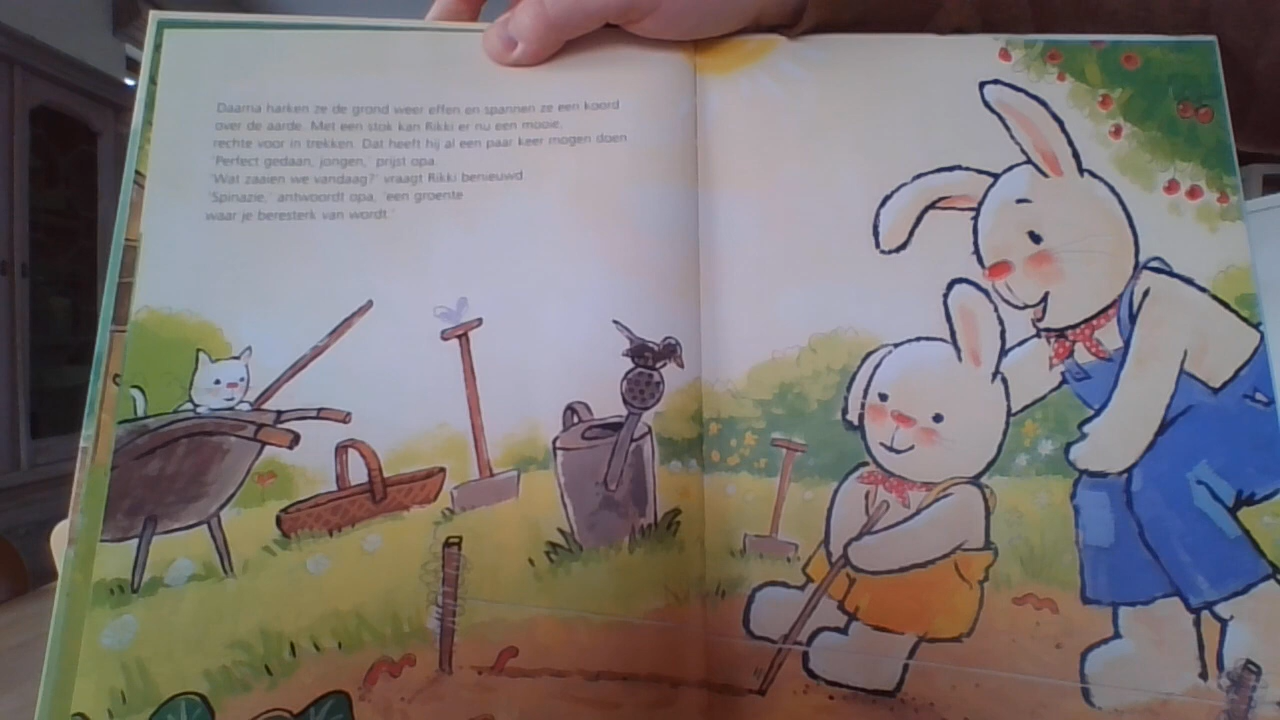 Daarna harken ze de grond weer effen en spannen ze een koord
over de aarde. Met een stok kan Rikki er nu een mooie,
rechte voor in trekken. Dat heeft hij al een paar keer mogen doen.
'Perfect gedaan, jongen,' prijst opa.
'Wat zaaien we vandaag?' vraagt Rikki benieuwd.
'Spinazie,' antwoordt opa, 'een groente
waar je beresterk van wordt.'